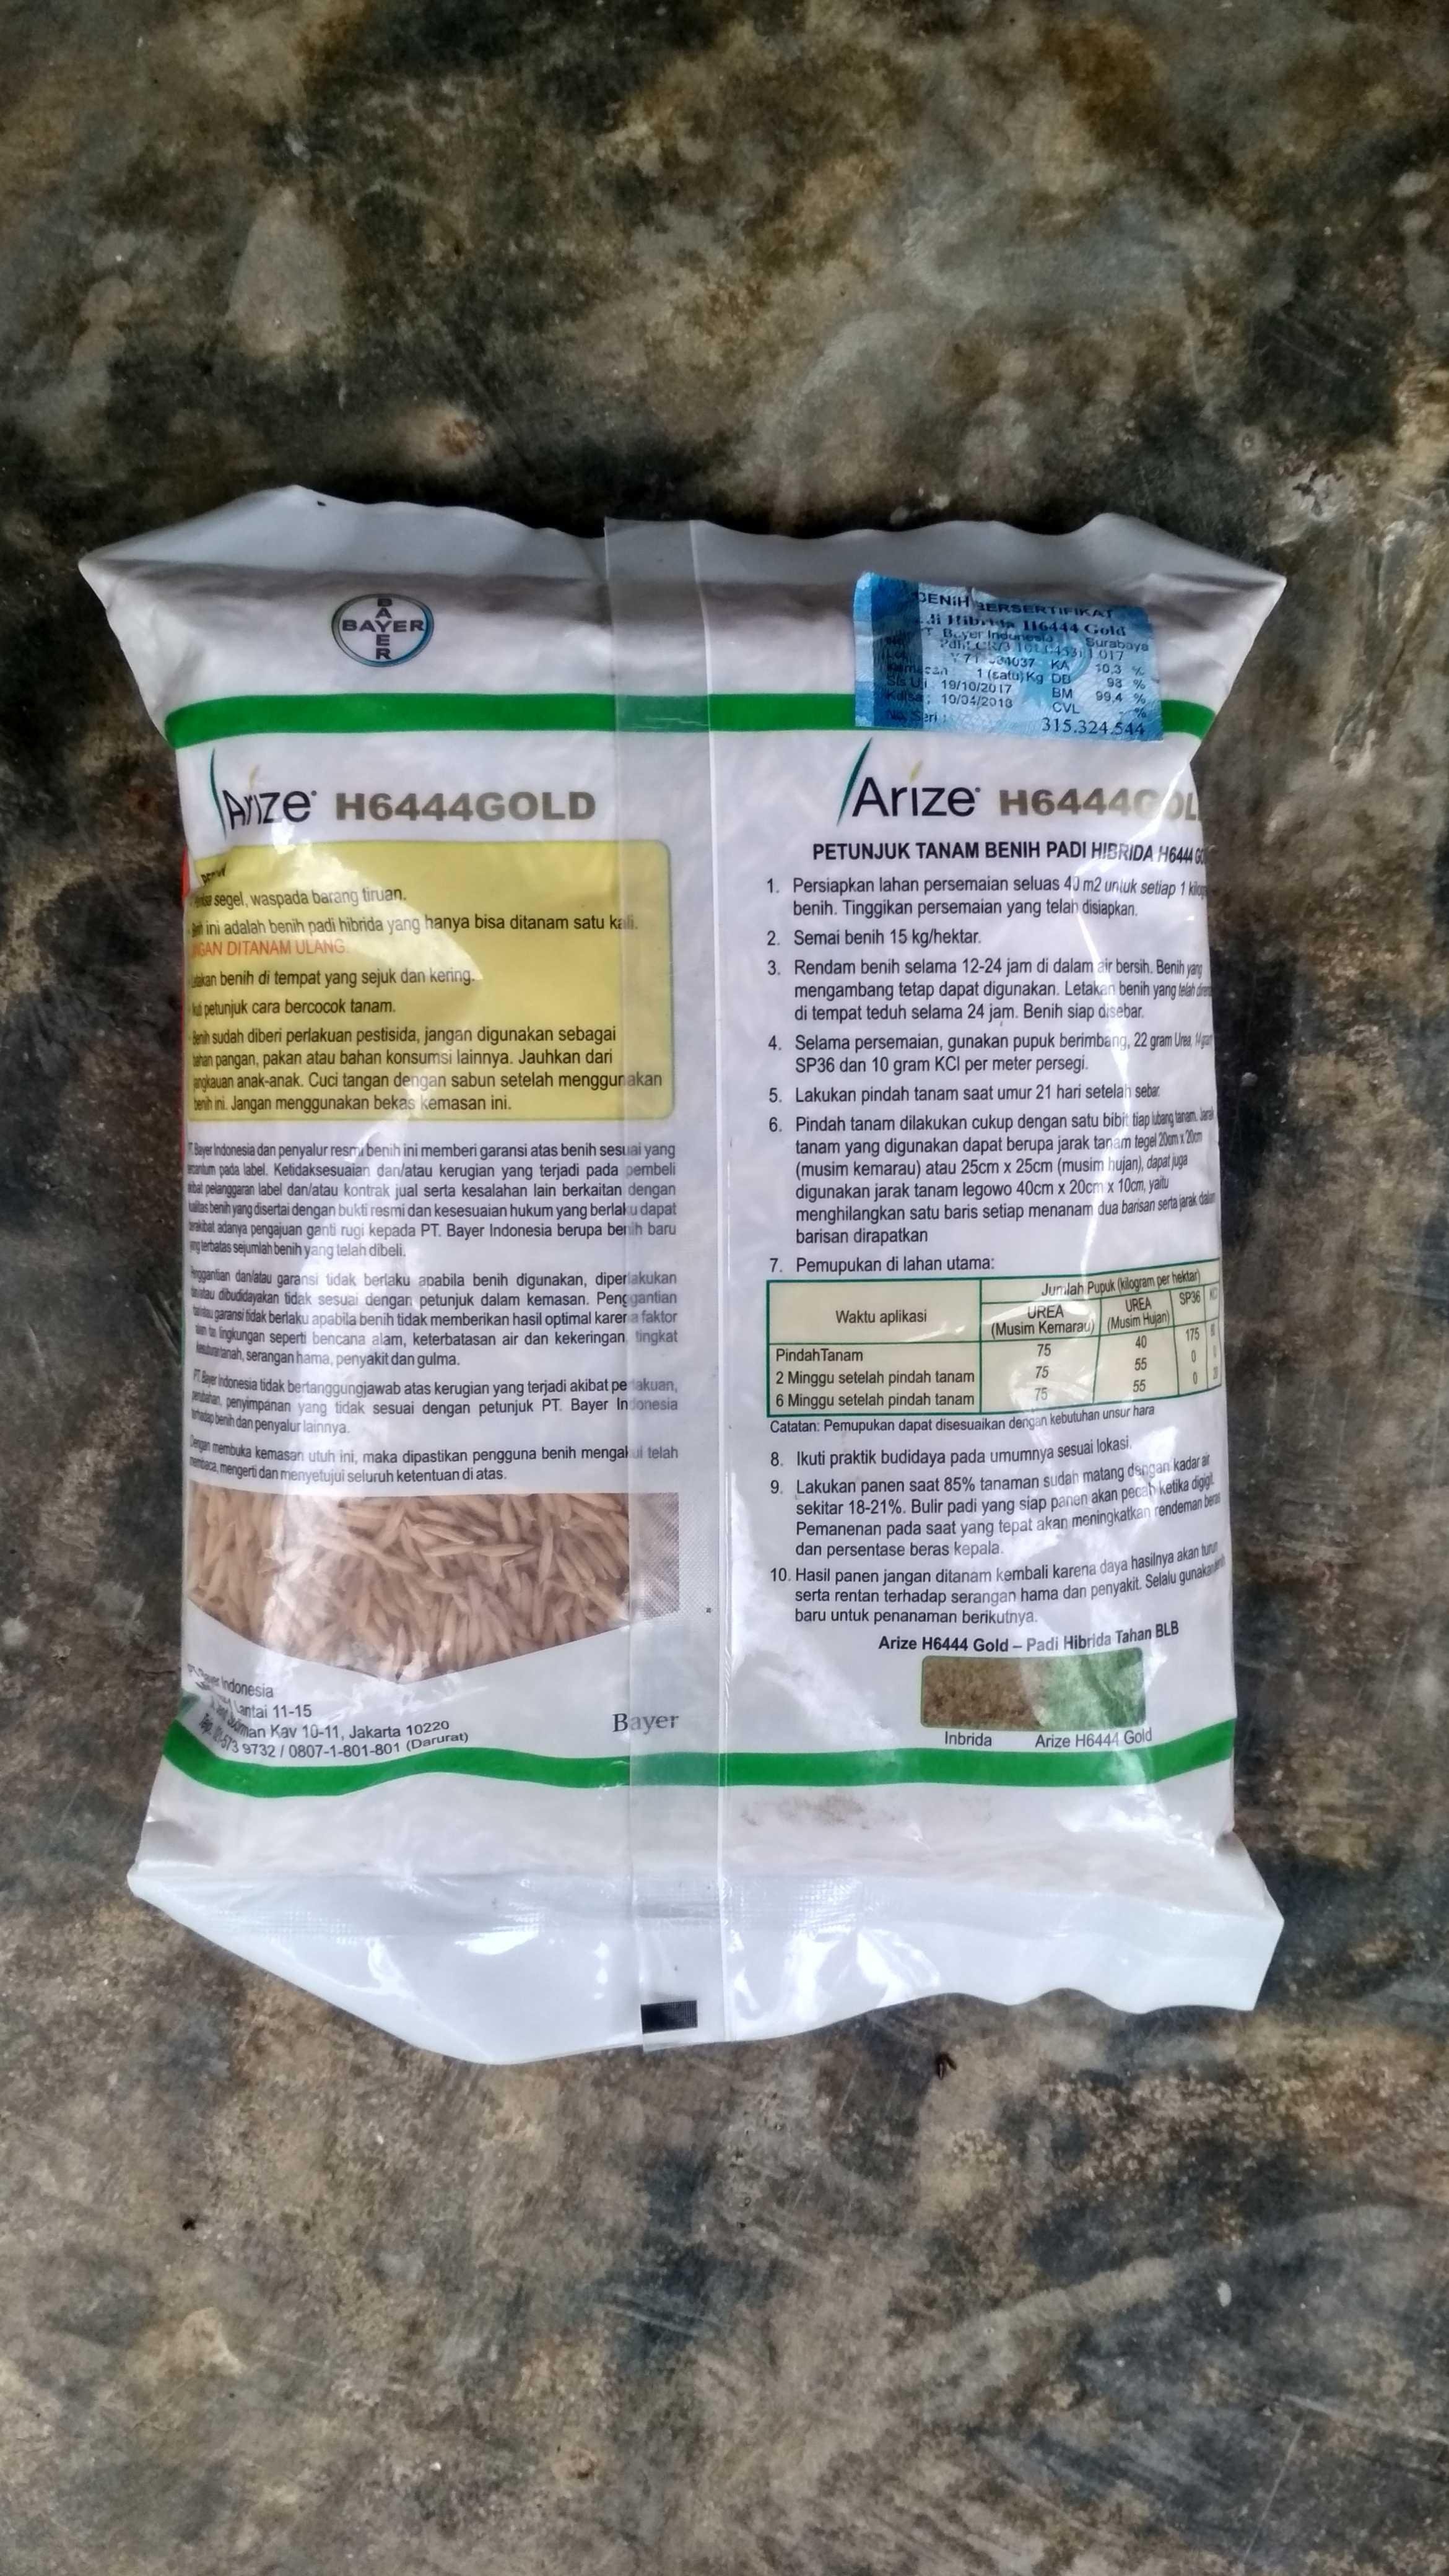 BAYER
BAYER
Arize H6444GOLD
segel, waspada barang tiruan.
ini adalah benih padi hibrida yang hanya bisa ditanam satu kali.
DITANAM ULANG.
benih di tempat yang sejuk dan kering.
petunjuk cara bercocok tanam.
Benih sudah diberi perlakuan pestisida, jangan digunakan sebagai
bahan pangan, pakan atau bahan konsumsi lainnya. Jauhkan dari
jangkauan anak-anak. Cuci tangan dengan sabun setelah menggunakan
benih ini. Jangan menggunakan bekas kemasan ini.
PT. Bayer Indonesia dan penyalur resmi benih ini memberi garansi atas benih sesuai yang
tercantum pada label. Ketidaksesuaian dan/atau kerugian yang terjadi pada pembeli
akibat pelanggaran label dan/atau kontrak jual serta kesalahan lain berkaitan dengan
kualitas benih yang disertai dengan bukti resmi dan kesesuaian hukum yang berlaku dapat
berakibat adanya pengajuan ganti rugi kepada PT. Bayer Indonesia berupa benih baru
yang terbatas sejumlah benih yang telah dibeli.
Penggantian dan/atau garansi tidak berlaku apabila benih digunakan, diperlakukan
dan/atau dibudidayakan tidak sesuai dengan petunjuk dalam kemasan. Penggantian
dan/atau garansi tidak berlaku apabila benih tidak memberikan hasil optimal karena faktor
lingkungan seperti bencana alam, keterbatasan air dan kekeringan, tingkat
kesuburan tanah, serangan hama, penyakit dan gulma.
PT. Bayer Indonesia tidak bertanggungjawab atas kerugian yang terjadi akibat perlakuan,
perubahan, penyimpanan yang tidak sesuai dengan petunjuk PT. Bayer Indonesia
terhadap benih dan penyalur lainnya.
Dengan membuka kemasan utuh ini, maka dipastikan pengguna benih mengakui telah
membaca, mengerti dan menyetujui seluruh ketentuan di atas.
Bayer Indonesia
Lantai 11-15
Kav 10-11, Jakarta 10220
9732 / 0807-1-801-801 (Darurat)
Bayer
BENIH BERSERTIFIKAT
Hibrida H6444 Gold
Bayer Indonesia Surabaya
KA 10,3 %
1 (satu) Kg DB 98 %
19/10/2017 BM 99.4 %
10/04/2018 CVL - %
No. Seri : 315.324.544
Arize H6444GOL
PETUNJUK TANAM BENIH PADI HIBRIDA H6444 GO
1. Persiapkan lahan persemaian seluas 40 m2 untuk setiap 1
benih. Tinggikan persemaian yang telah disiapkan.
2. Semai benih 15 kg/hektar.
3. Rendam benih selama 12-24 jam di dalam air bersih. Benih yang
mengambang tetap dapat digunakan. Letakan benih yang telah
di tempat teduh selama 24 jam. Benih siap disebar.
4. Selama persemaian, gunakan pupuk berimbang, 22 gram Urea, 14
SP36 dan 10 gram KCl per meter persegi.
5. Lakukan pindah tanam saat umur 21 hari setelah sebar.
6. Pindah tanam dilakukan cukup dengan satu bibit tiap lubang tanam. Jarak
tanam yang digunakan dapat berupa jarak tanam tegel 20cm x 20cm
(musim kemarau) atau 25cm x 25cm (musim hujan), dapat juga
digunakan jarak tanam legowo 40cm x 20cm x 10cm, yaitu
menghilangkan satu baris setiap menanam dua barisan serta jarak dalam
barisan dirapatkan
7. Pemupukan di lahan utama:
Waktu aplikasi
Jumlah Pupuk (kilogram per hektar)
UREA (Musim Kemarau) UREA (Musim Hujan) SP36
PindahTanam 75 40 175
2 Minggu setelah pindah tanam 75 55 0
6 Minggu setelah pindah tanam 75 55 0
Catatan: Pemupukan dapat disesuaikan dengan kebutuhan unsur hara
8. Ikuti praktik budidaya pada umumnya sesuai lokasi.
9. Lakukan panen saat 85% tanaman sudah matang dengan kadar air
sekitar 18-21%. Bulir padi yang siap panen akan pecah ketika digigit.
Pemanenan pada saat yang tepat akan meningkatkan rendeman beras
dan persentase beras kepala.
10. Hasil panen jangan ditanam kembali karena daya hasilnya akan turun
serta rentan terhadap serangan hama dan penyakit. Selalu gunakan
baru untuk penanaman berikutnya.
Arize H6444 Gold – Padi Hibrida Tahan BLB
Inbrida Arize H6444 Gold